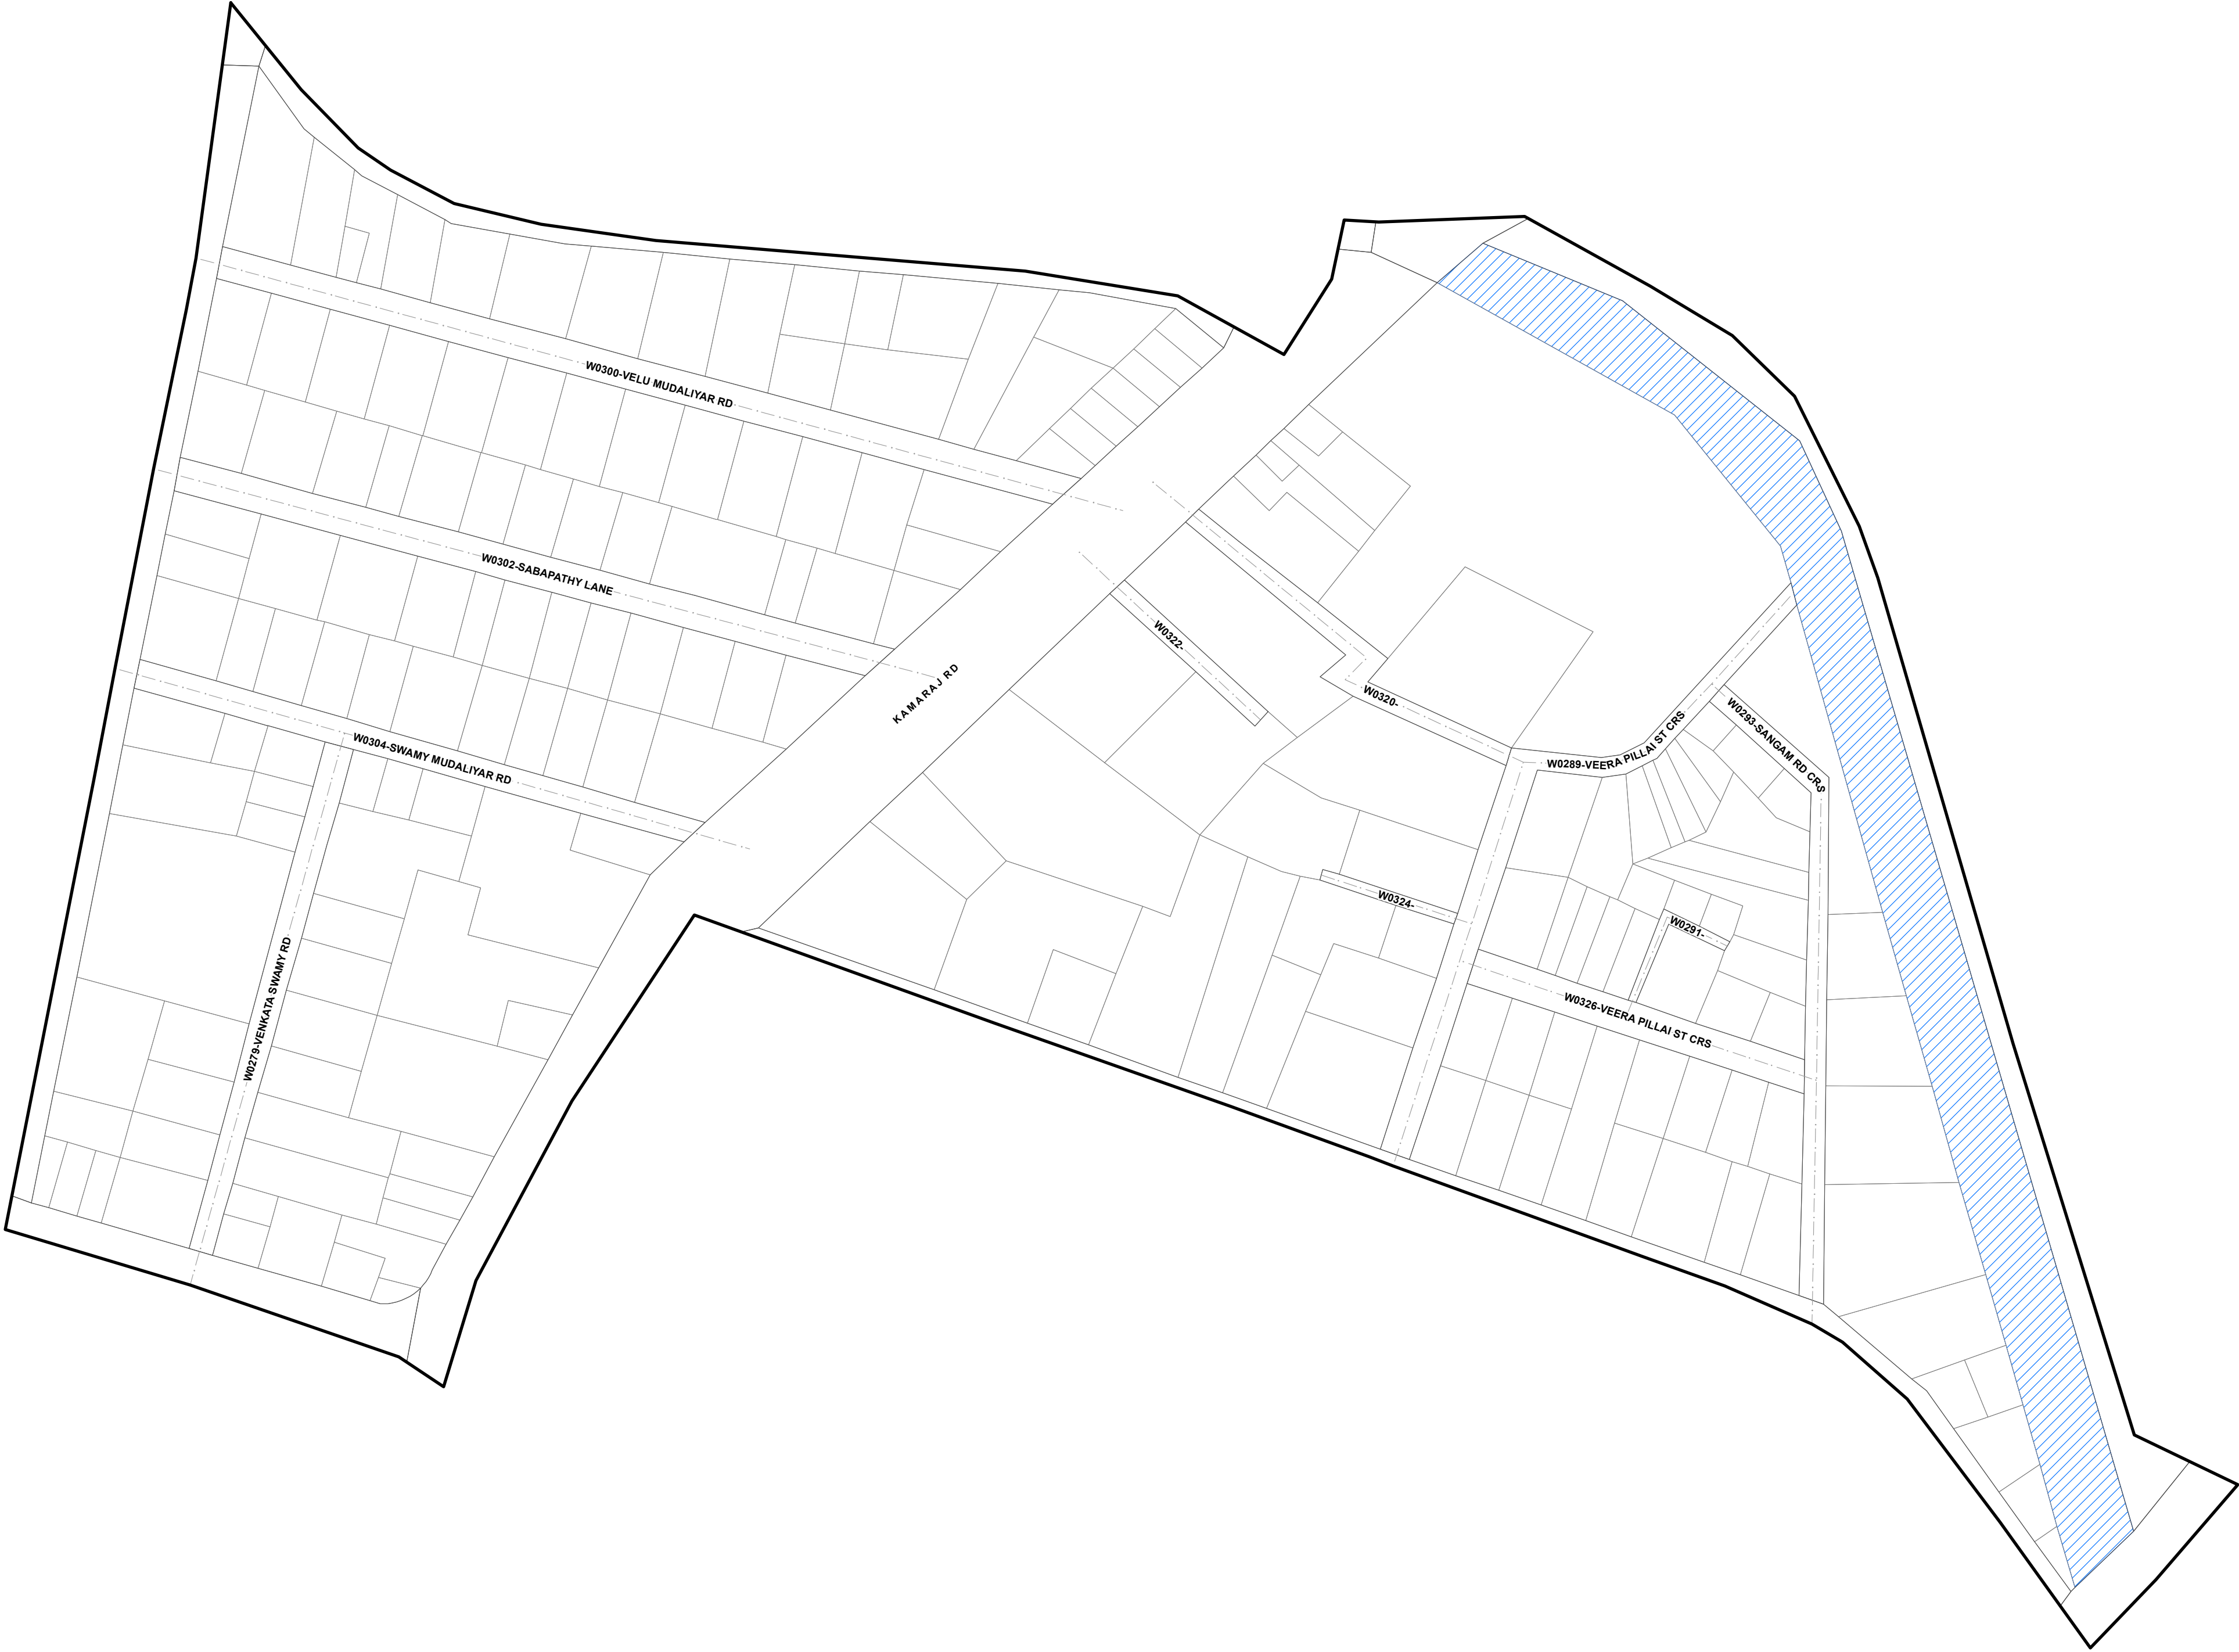 W0300-VELU MUDALIYAR RD
W0302-SABAPATHY LANE
W0322-
KAMARAJ RD
W0320-
W0293-SANGAM RD CRS
W0289-VEERA PILLAI ST CRS
W0304-SWAMY MUDALIYAR RD
W0324-
W0291-
W0279-VENKATA SWAMY RD
W0326-VEERA PILLAI ST CRS